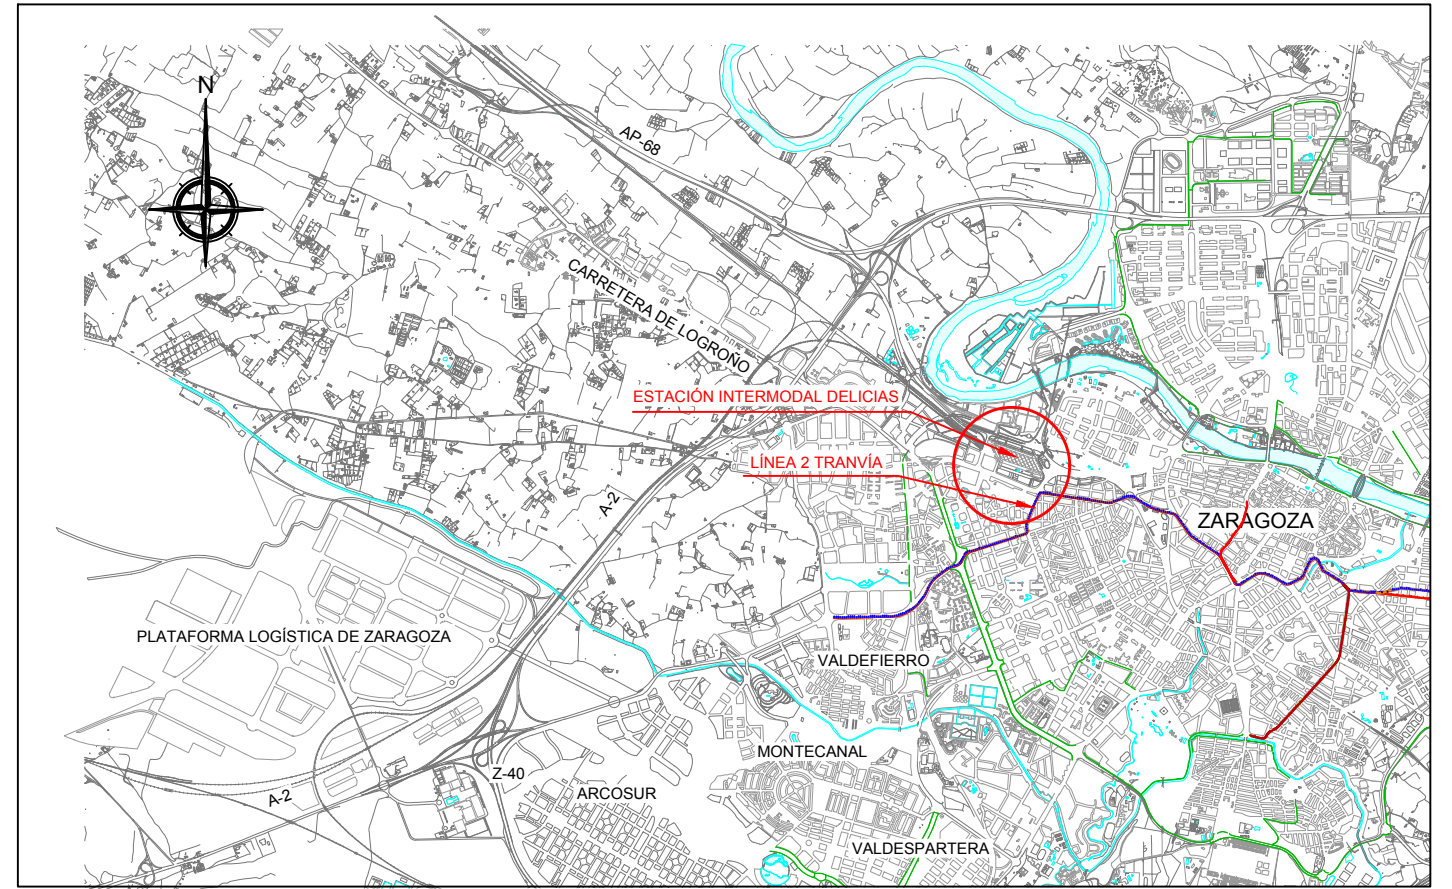 N
AP-68
CARRETERA DE LOGROÑO
ESTACIÓN INTERMODAL DELICIAS
LÍNEA 2 TRANVÍA
A-2
ZARAGOZA
PLATAFORMA LOGÍSTICA DE ZARAGOZA
VALDEFIERRO
MONTECANAL
Z-40
A-2
ARCOSUR
VALDESPARTERA